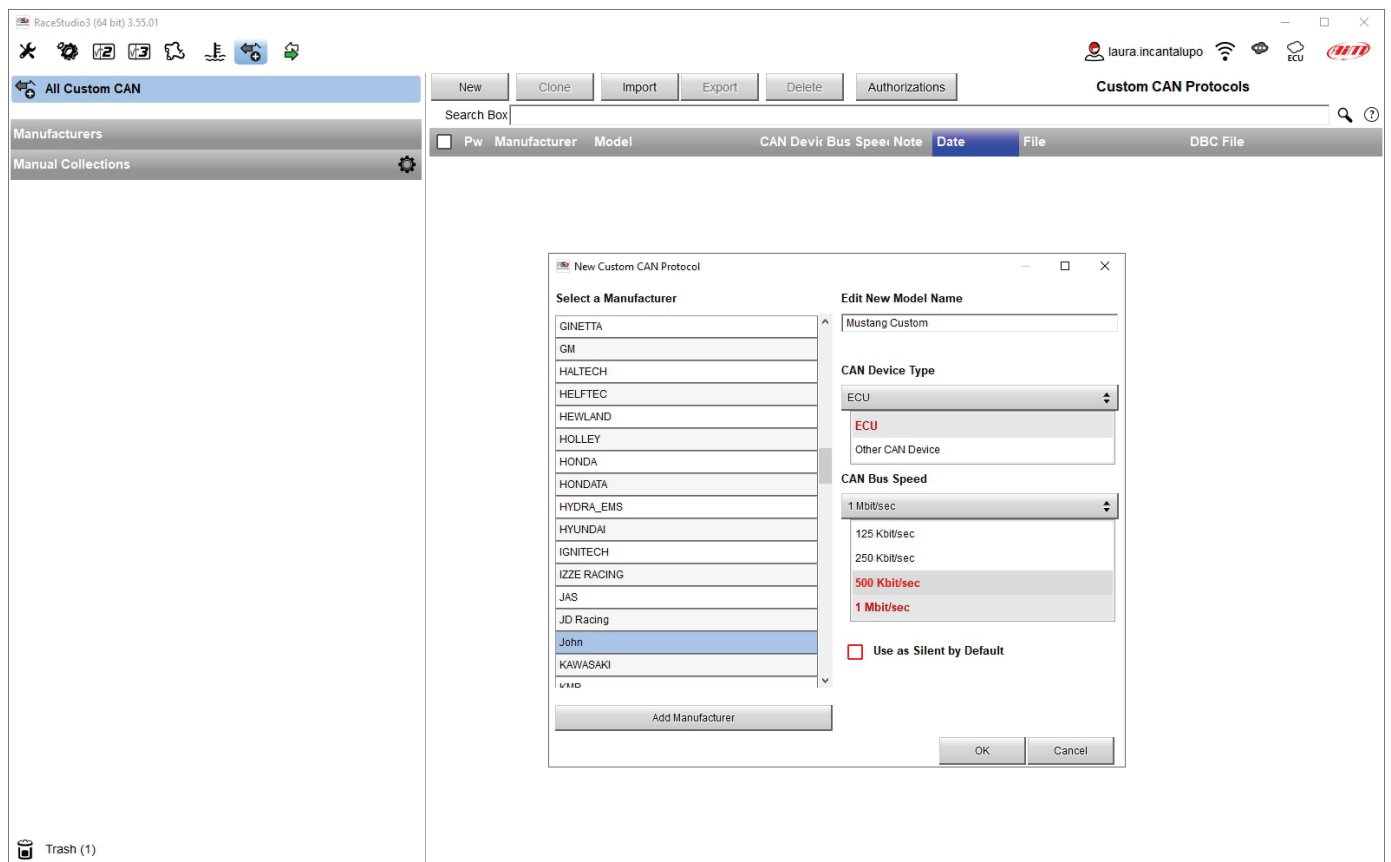 RaceStudio3 (64 bit) 3.55.01
laura.incantalupo
ECU
All Custom CAN
Manufacturers
Manual Collections
New Clone Import Export Delete Authorizations Custom CAN Protocols
Search Box
Pw Manufacturer Model CAN Devic Bus Speer Note Date File DBC File
New Custom CAN Protocol
Select a Manufacturer
GINETTA
GM
HALTECH
HELFTEC
HEWLAND
HOLLEY
HONDA
HONDATA
HYDRA_EMS
HYUNDAI
IGNITECH
IZZE RACING
JAS
JD Racing
John
KAWASAKI
Add Manufacturer
Edit New Model Name
Mustang Custom
CAN Device Type
ECU
ECU
Other CAN Device
CAN Bus Speed
1 Mbit/sec
125 Kbit/sec
250 Kbit/sec
500 Kbit/sec
1 Mbit/sec
Use as Silent by Default
OK Cancel
Trash (1)